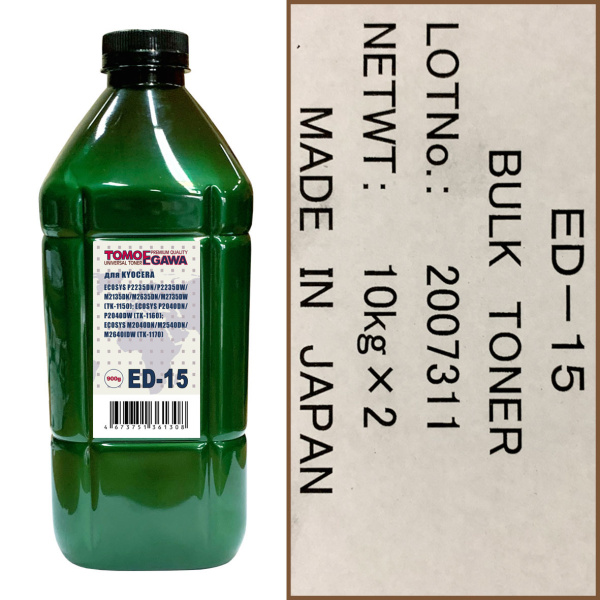 TOMOEGAWA
PREMIUM QUALITY
UNIVERSAL TONER
для KYOCERA
ECOSYS P2235DN/P2235DW/
M2135DN/M2635DN/M2735DW
(TK-1150); ECOSYS P2040DN/
P2040DW (TK-1160);
ECOSYS M2040DN/M2540DN/
M2640IDW (TK-1170)
900g
ED-15
4673751361308
ED-15
BULK TONER
LOTNo.: 2007311
NETWT: 10kg×2
MADE IN JAPAN